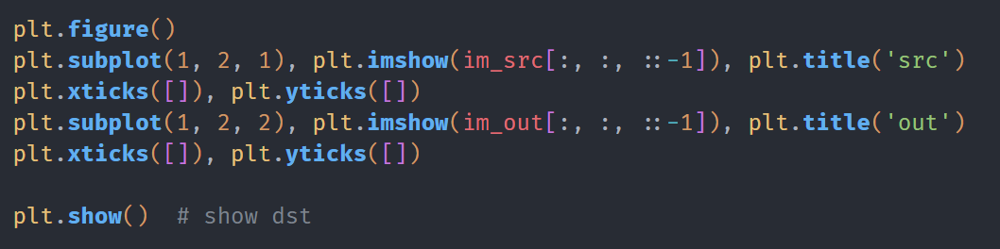 plt.figure()
plt.subplot(1, 2, 1), plt.imshow(im_src[:, :, ::-1]), plt.title('src')
plt.xticks([]), plt.yticks([])
plt.subplot(1, 2, 2), plt.imshow(im_out[:, :, ::-1]), plt.title('out')
plt.xticks([]), plt.yticks([])

plt.show()  # show dst